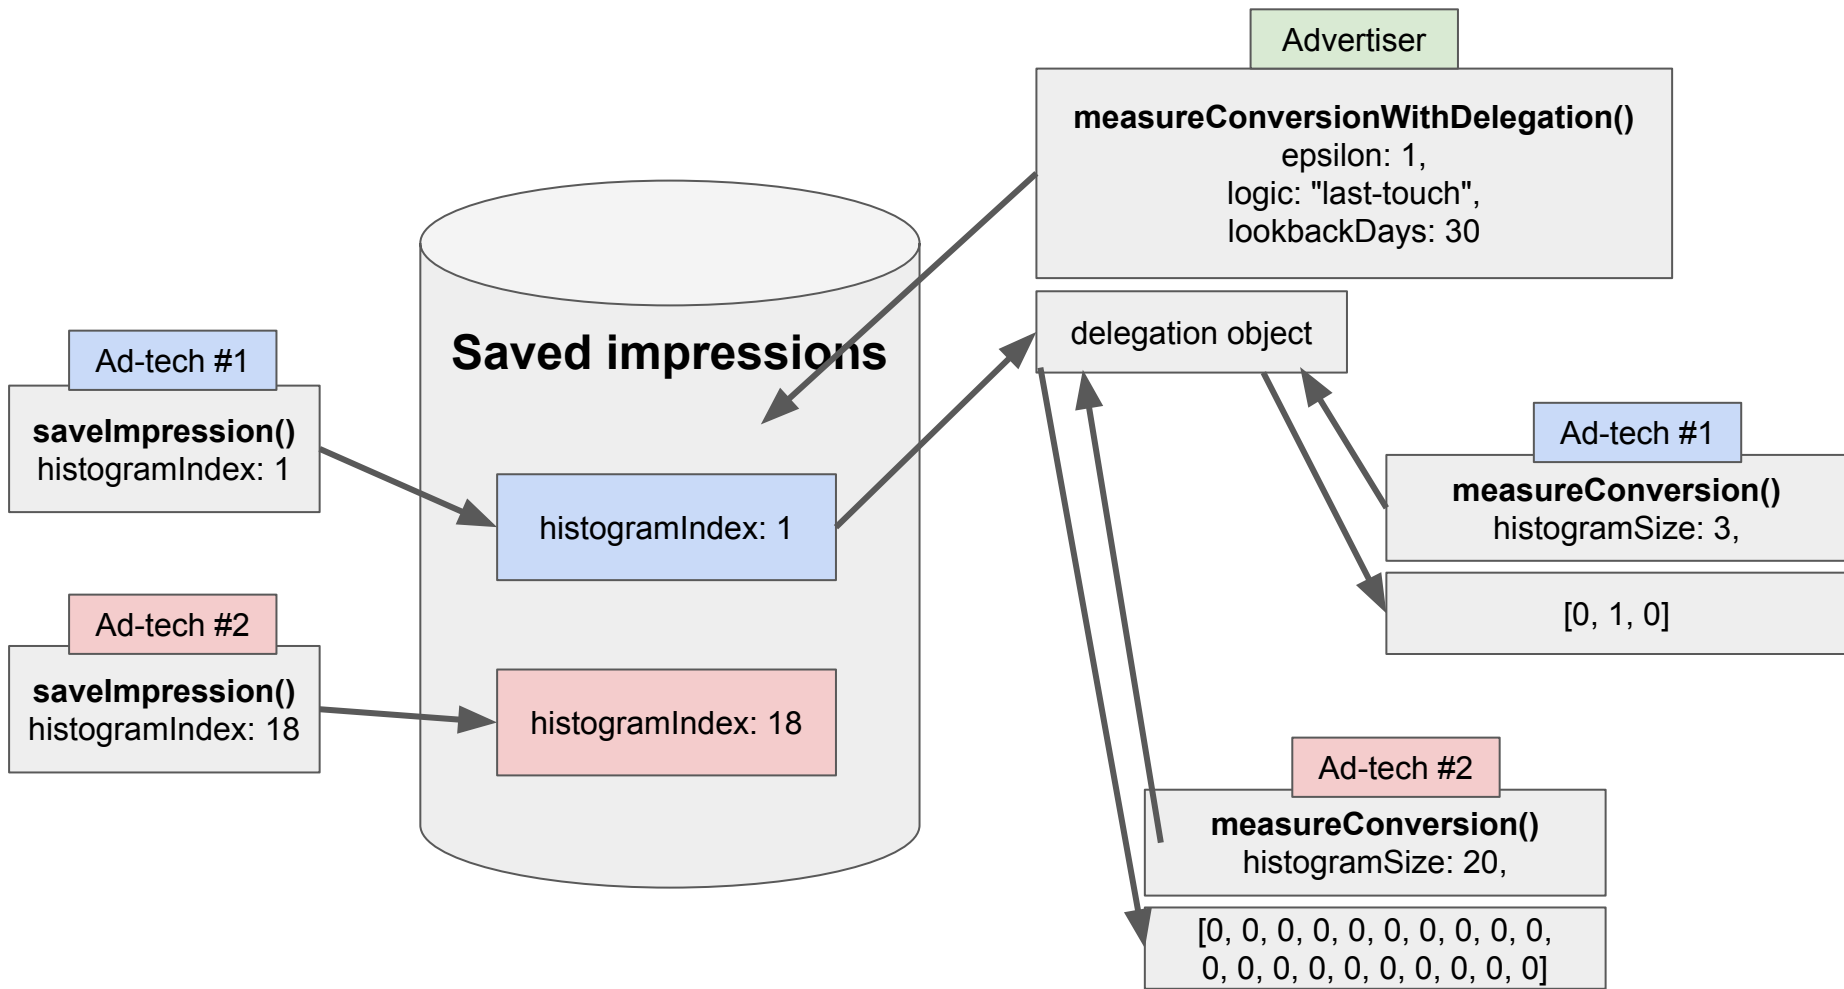 Advertiser
measureConversionWithDelegation()
epsilon: 1,
logic: "last-touch",
lookbackDays: 30
delegation object
Saved impressions
Ad-tech #1
saveImpression()
histogramIndex: 1
histogramIndex: 1
Ad-tech #2
saveImpression()
histogramIndex: 18
histogramIndex: 18
Ad-tech #1
measureConversion()
histogramSize: 3,
[0, 1, 0]
Ad-tech #2
measureConversion()
histogramSize: 20,
[0, 0, 0, 0, 0, 0, 0, 0, 0, 0,
0, 0, 0, 0, 0, 0, 0, 0, 0, 0]